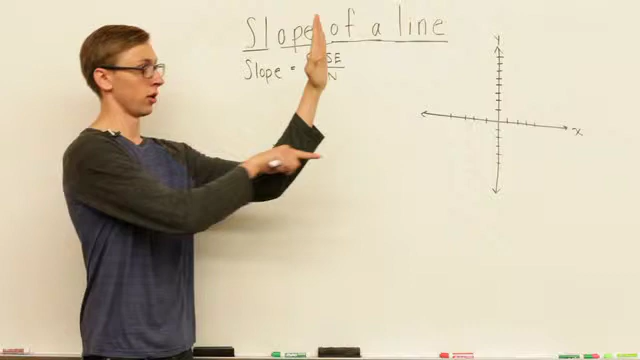 Slope of a line
Slope =
y
x